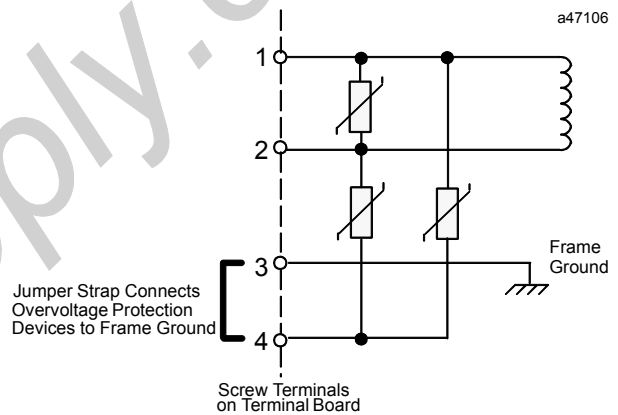 a47106
1
2
3
4
Frame
Ground
Jumper Strap Connects
Overvoltage Protection
Devices to Frame Ground
Screw Terminals
on Terminal Board
ply.